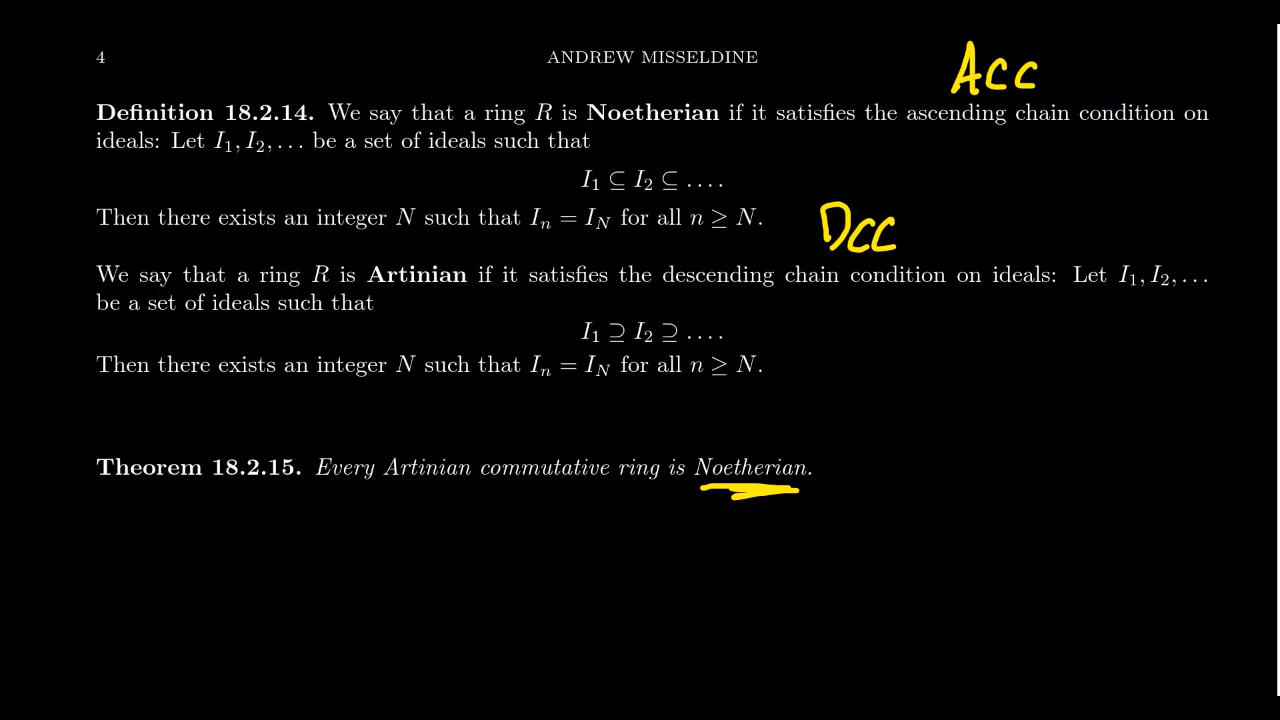 4 ANDREW MISSELDINE ACC
Definition 18.2.14. We say that a ring R is Noetherian if it satisfies the ascending chain condition on
ideals: Let I₁, I₂, … be a set of ideals such that
I₁ ⊆ I₂ ⊆ ….
Then there exists an integer N such that Iₙ = I_N for all n ≥ N. DCC
We say that a ring R is Artinian if it satisfies the descending chain condition on ideals: Let I₁, I₂, …
be a set of ideals such that
I₁ ⊇ I₂ ⊇ ….
Then there exists an integer N such that Iₙ = I_N for all n ≥ N.
Theorem 18.2.15. Every Artinian commutative ring is Noetherian.